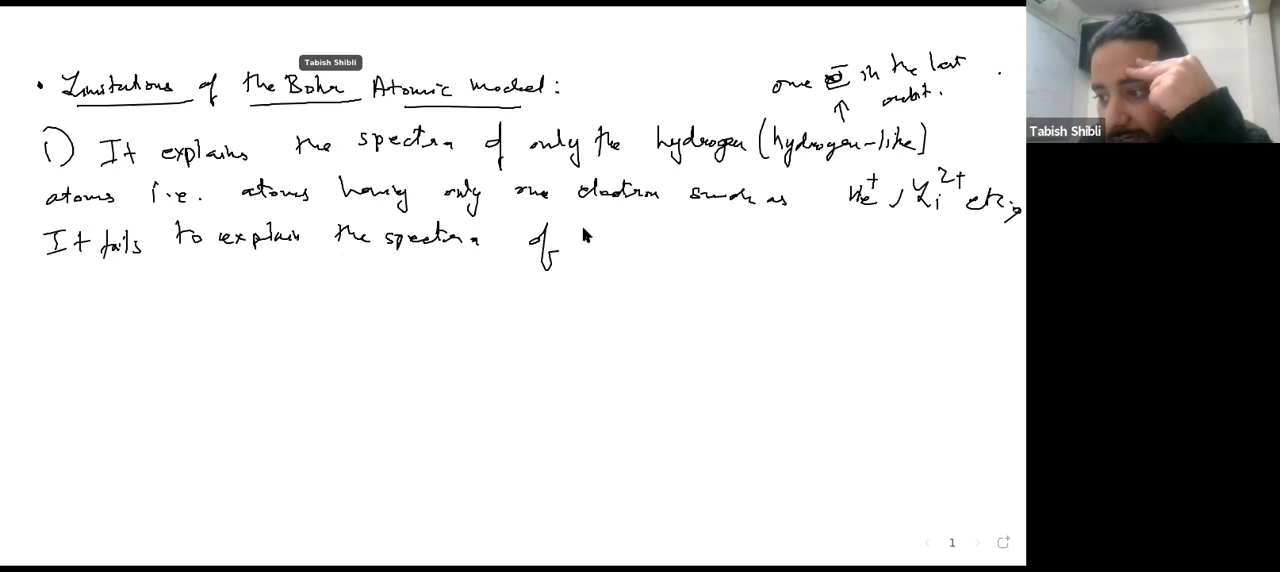 Tabish Shibli
• Limitations of the Bohr Atomic model:
one e̅ in the last
orbit.
↑
1) It explains the spectra of only the hydrogen (hydrogen-like)
atoms i.e. atoms having only one electron such as He⁺, Li²⁺ etc.,
It fails to explain the spectra of
Tabish Shibli
1